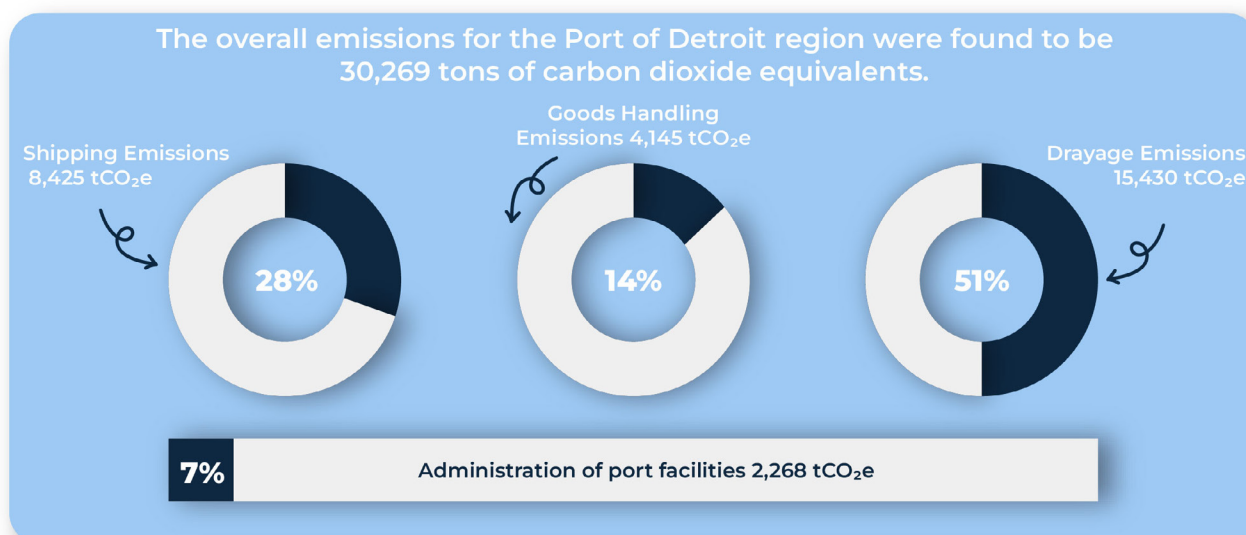 The overall emissions for the Port of Detroit region were found to be
30,269 tons of carbon dioxide equivalents.
Goods Handling
Emissions 4,145 tCO₂e
Shipping Emissions
8,425 tCO₂e
Drayage Emissions
15,430 tCO₂e
28%
14%
51%
7%
Administration of port facilities 2,268 tCO₂e